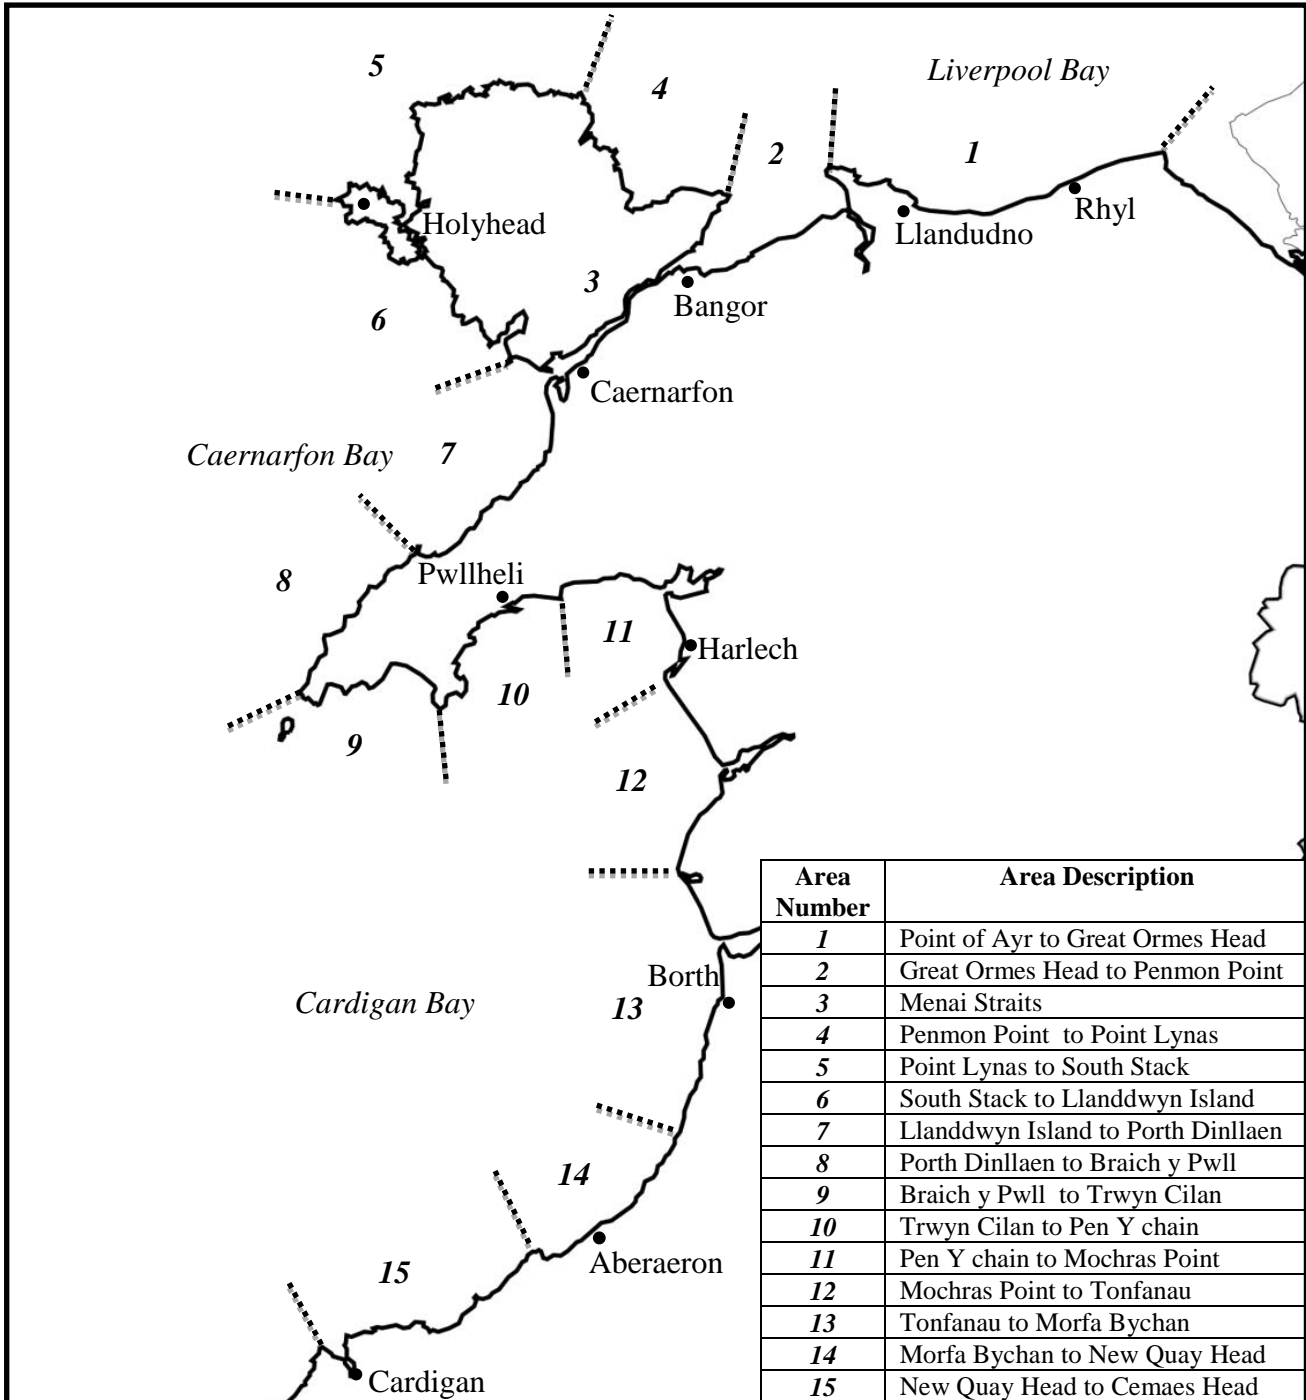 5
4
Liverpool Bay
2
1
Rhyl
Holyhead
Llandudno
3
Bangor
6
Caernarfon
Caernarfon Bay
7
8
Pwllheli
11
Harlech
10
9
12
Borth
Cardigan Bay
13
14
Aberaeron
15
Cardigan
Area Number Area Description
1 Point of Ayr to Great Ormes Head
2 Great Ormes Head to Penmon Point
3 Menai Straits
4 Penmon Point to Point Lynas
5 Point Lynas to South Stack
6 South Stack to Llanddwyn Island
7 Llanddwyn Island to Porth Dinllaen
8 Porth Dinllaen to Braich y Pwll
9 Braich y Pwll to Trwyn Cilan
10 Trwyn Cilan to Pen Y chain
11 Pen Y chain to Mochras Point
12 Mochras Point to Tonfanau
13 Tonfanau to Morfa Bychan
14 Morfa Bychan to New Quay Head
15 New Quay Head to Cemaes Head